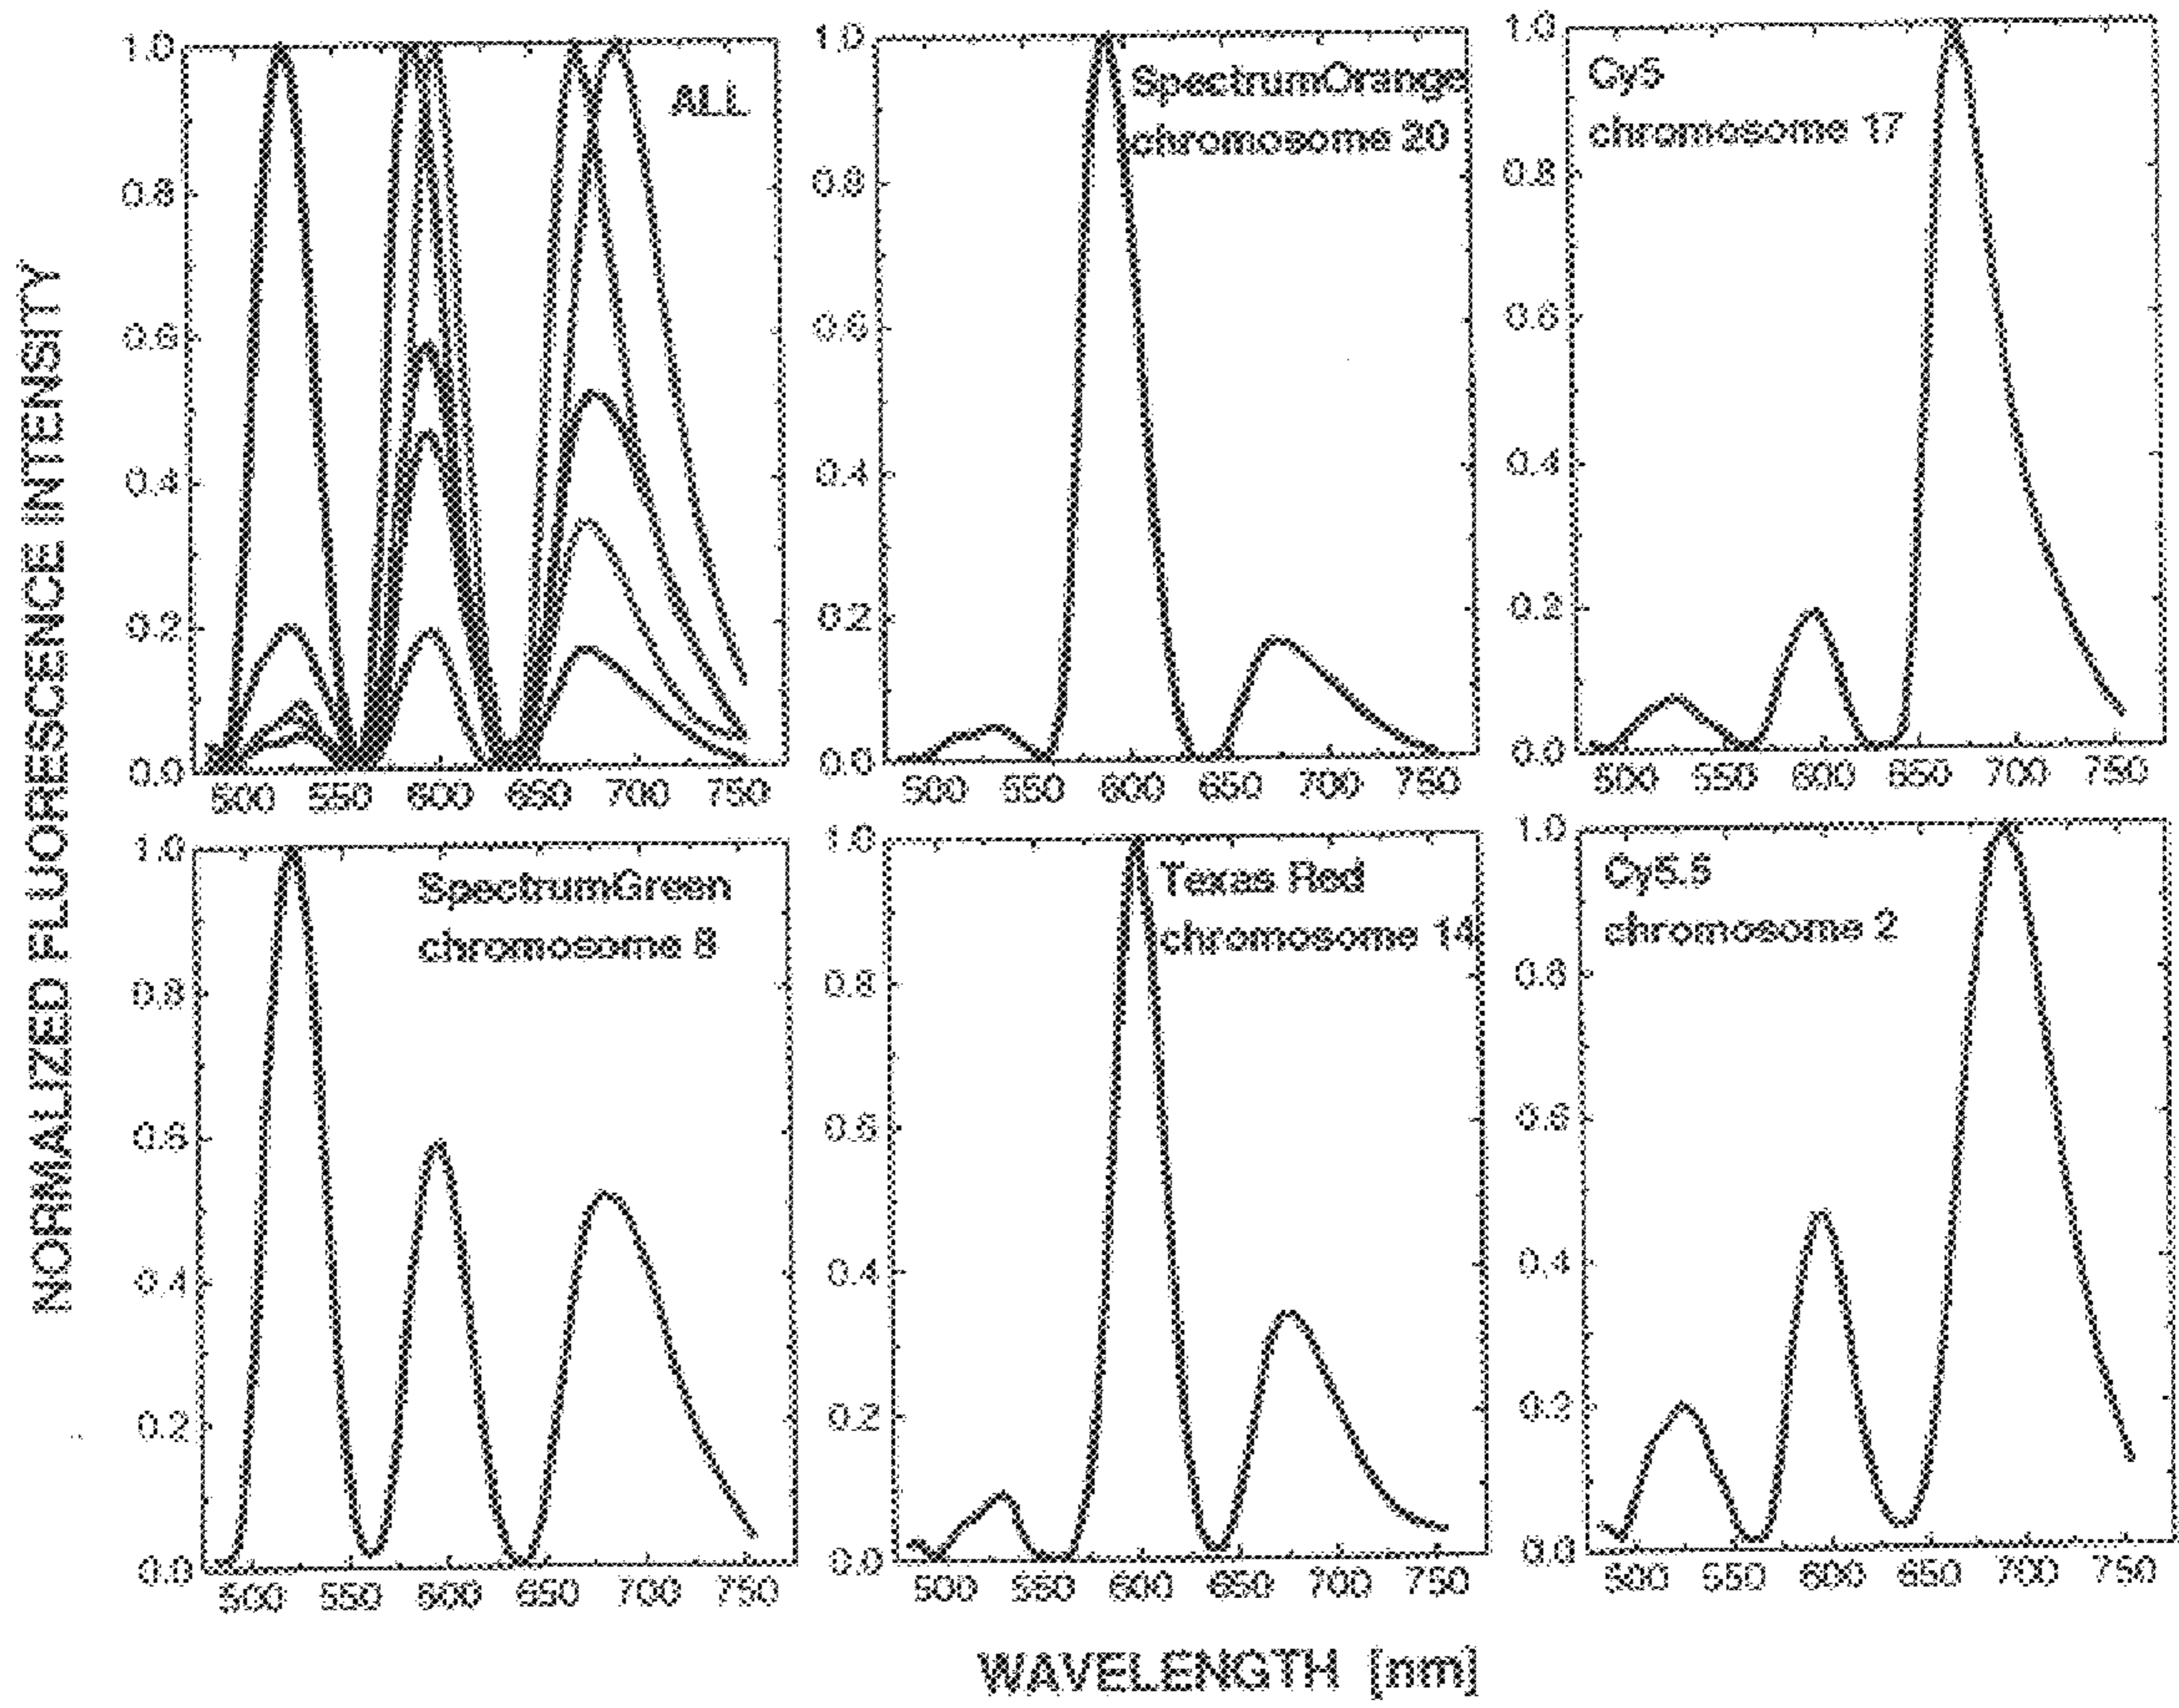 NORMALIZED FLUORESCENCE INTENSITY
1.0
0.8
0.6
0.4
0.2
0.0
ALL
500 550 600 650 700 750
1.0
0.8
0.6
0.4
0.2
0.0
SpectrumOrange
chromosome 20
500 550 600 650 700 750
1.0
0.8
0.6
0.4
0.2
0.0
Cy5
chromosome 17
500 550 600 650 700 750
1.0
0.8
0.6
0.4
0.2
0.0
SpectrumGreen
chromosome 8
500 550 600 650 700 750
1.0
0.8
0.6
0.4
0.2
0.0
Texas Red
chromosome 14
500 550 600 650 700 750
1.0
0.8
0.6
0.4
0.2
0.0
Cy5.5
chromosome 2
500 550 600 650 700 750
WAVELENGTH [nm]